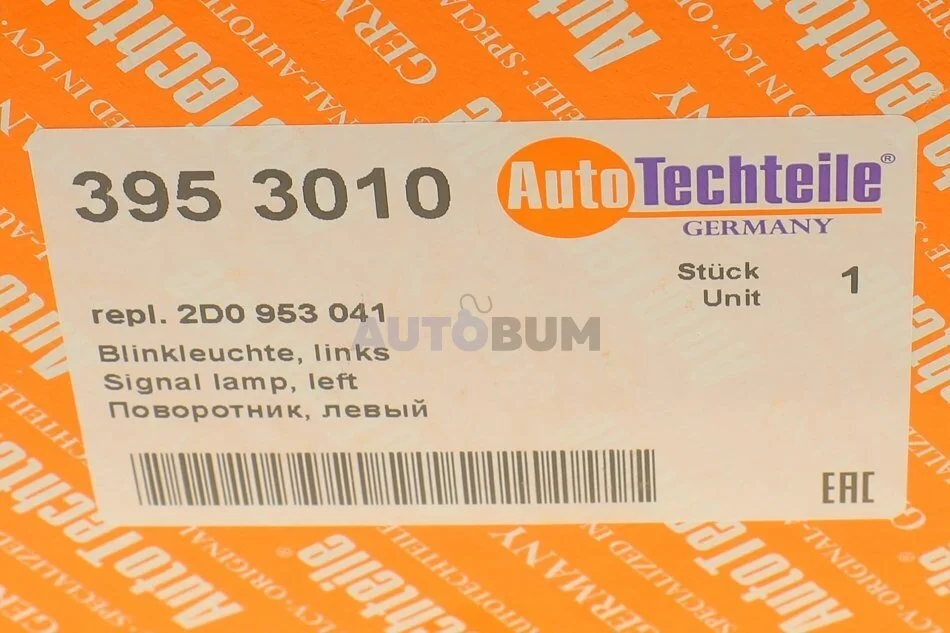 395 3010
AutoTechteile®
GERMANY
Stück
Unit
1
repl. 2D0 953 041
AUTOBUM
Blinkleuchte, links
Signal lamp, left
Поворотник, левый
EAC